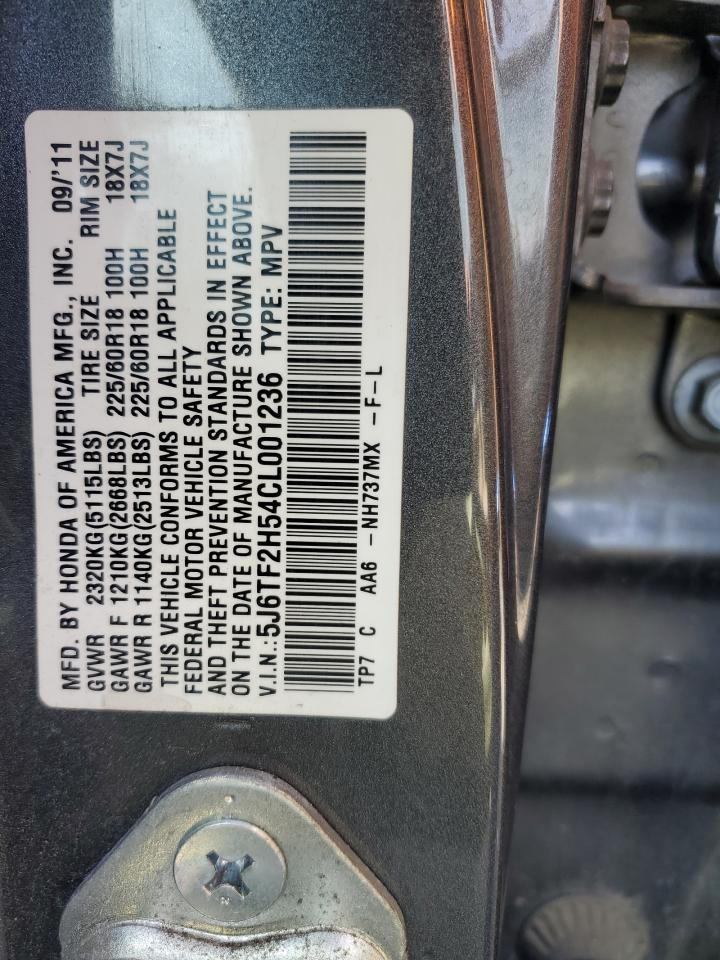 MFD. BY HONDA OF AMERICA MFG., INC. 09/'11
GVWR 2320KG(5115LBS) TIRE SIZE RIM SIZE
GAWR F 1210KG(2668LBS) 225/60R18 100H 18X7J
GAWR R 1140KG(2513LBS) 225/60R18 100H 18X7J
THIS VEHICLE CONFORMS TO ALL APPLICABLE
FEDERAL MOTOR VEHICLE SAFETY
AND THEFT PREVENTION STANDARDS IN EFFECT
ON THE DATE OF MANUFACTURE SHOWN ABOVE.
V.I.N.:5J6TF2H54CL001236 TYPE: MPV
TP7 C AA6 -NH737MX -F-L